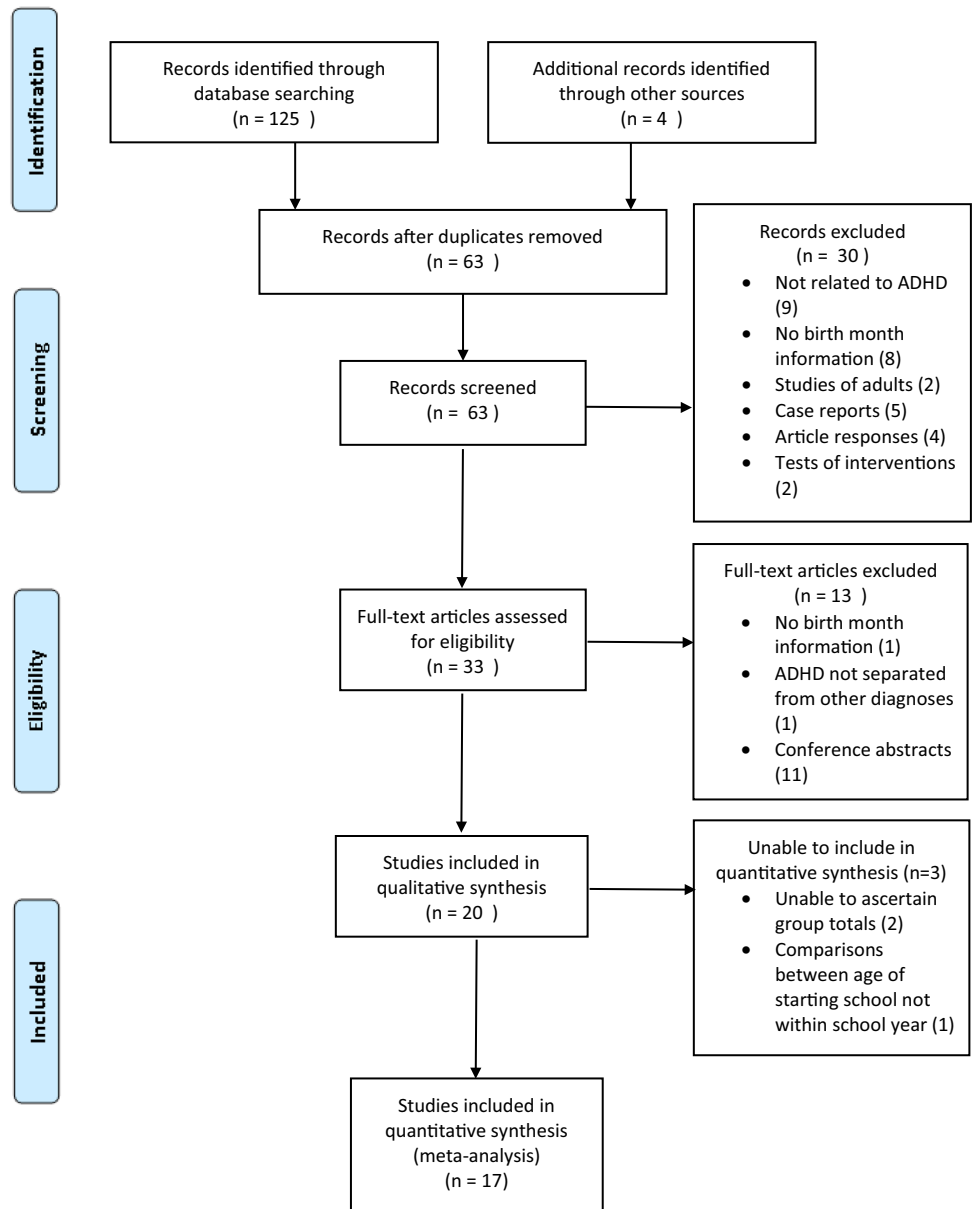 Identification
Records identified through
database searching
(n = 125 )
Additional records identified
through other sources
(n = 4 )
Records after duplicates removed
(n = 63 )
Screening
Records screened
(n = 63 )
Records excluded
(n = 30 )
• Not related to ADHD
(9)
• No birth month
information (8)
• Studies of adults (2)
• Case reports (5)
• Article responses (4)
• Tests of interventions
(2)
Eligibility
Full-text articles assessed
for eligibility
(n = 33 )
Full-text articles excluded
(n = 13 )
• No birth month
information (1)
• ADHD not separated
from other diagnoses
(1)
• Conference abstracts
(11)
Included
Studies included in
qualitative synthesis
(n = 20 )
Unable to include in
quantitative synthesis (n=3)
• Unable to ascertain
group totals (2)
• Comparisons
between age of
starting school not
within school year (1)
Studies included in
quantitative synthesis
(meta-analysis)
(n = 17)